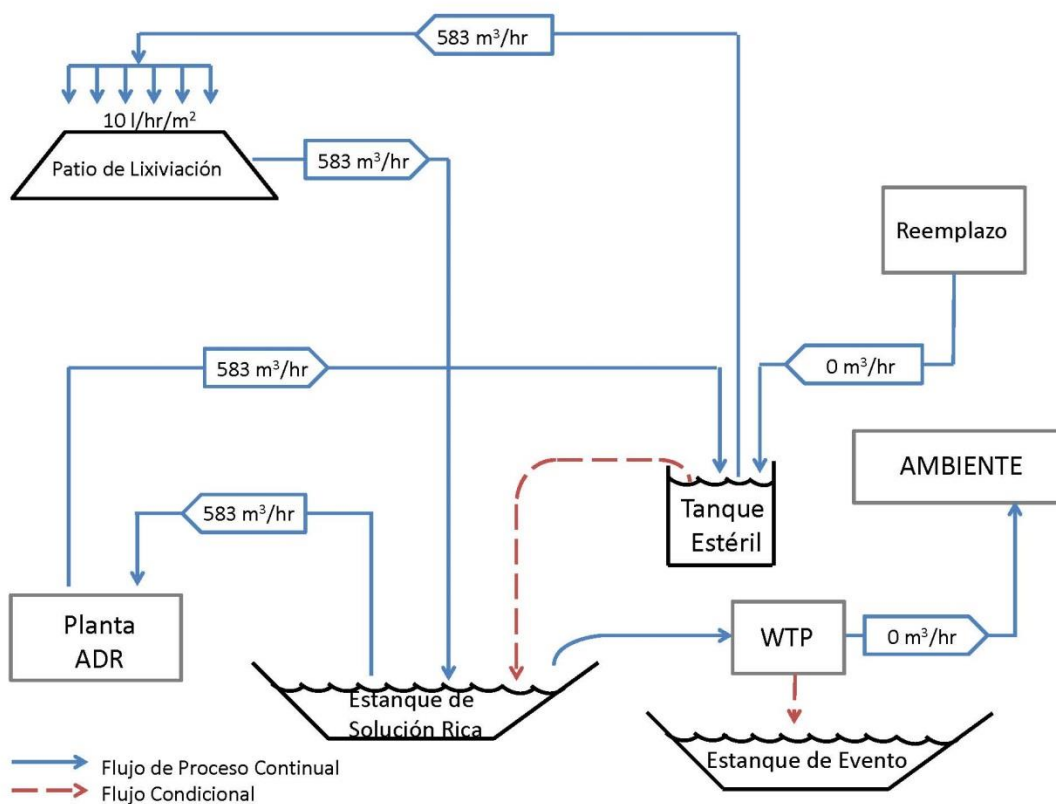 583 m³/hr
10 l/hr/m²
Patio de Lixiviación
583 m³/hr
Reemplazo
583 m³/hr
0 m³/hr
AMBIENTE
583 m³/hr
Tanque
Estéril
Planta
ADR
WTP
0 m³/hr
Estanque de
Solución Rica
Estanque de Evento
Flujo de Proceso Continual
Flujo Condicional